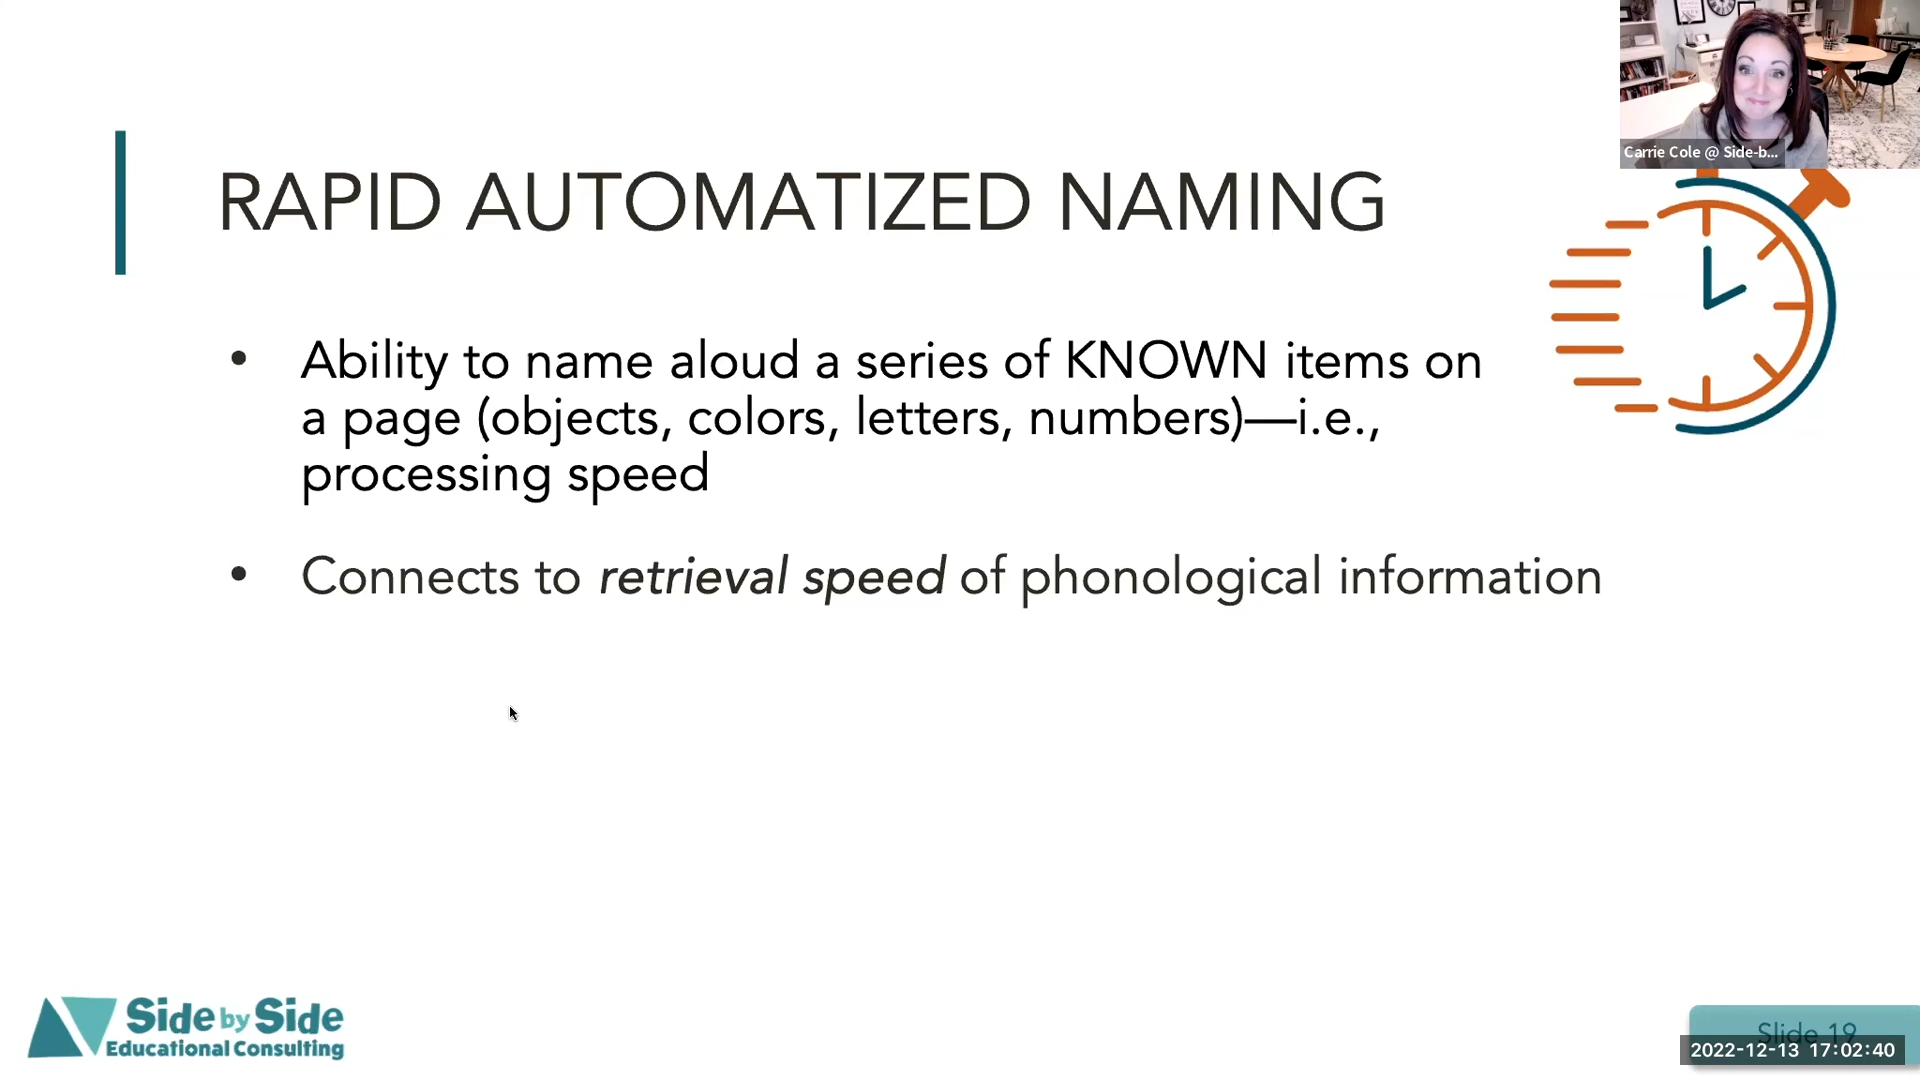 Carrie Cole @ Side-b...
RAPID AUTOMATIZED NAMING
• Ability to name aloud a series of KNOWN items on
a page (objects, colors, letters, numbers)—i.e.,
processing speed
• Connects to retrieval speed of phonological information
Side by Side
Educational Consulting
Slide 19
2022-12-13 17:02:40